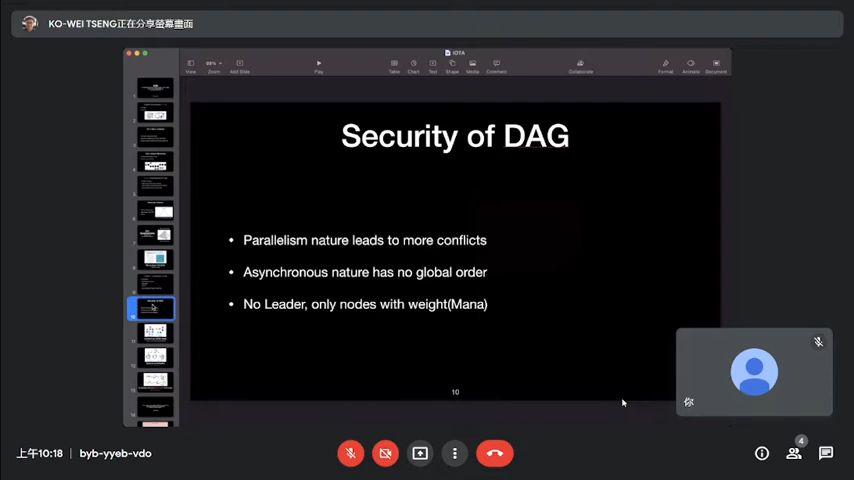 KO-WEI TSENG正在分享螢幕畫面
IOTA
View
Zoom
Add Slide
Play
Table
Chart
Text
Shape
Media
Comment
Collaborate
Format
Animate
Document
Security of DAG
• Parallelism nature leads to more conflicts
• Asynchronous nature has no global order
• No Leader, only nodes with weight(Mana)
10
你
上午10:18 | byb-yyeb-vdo
4